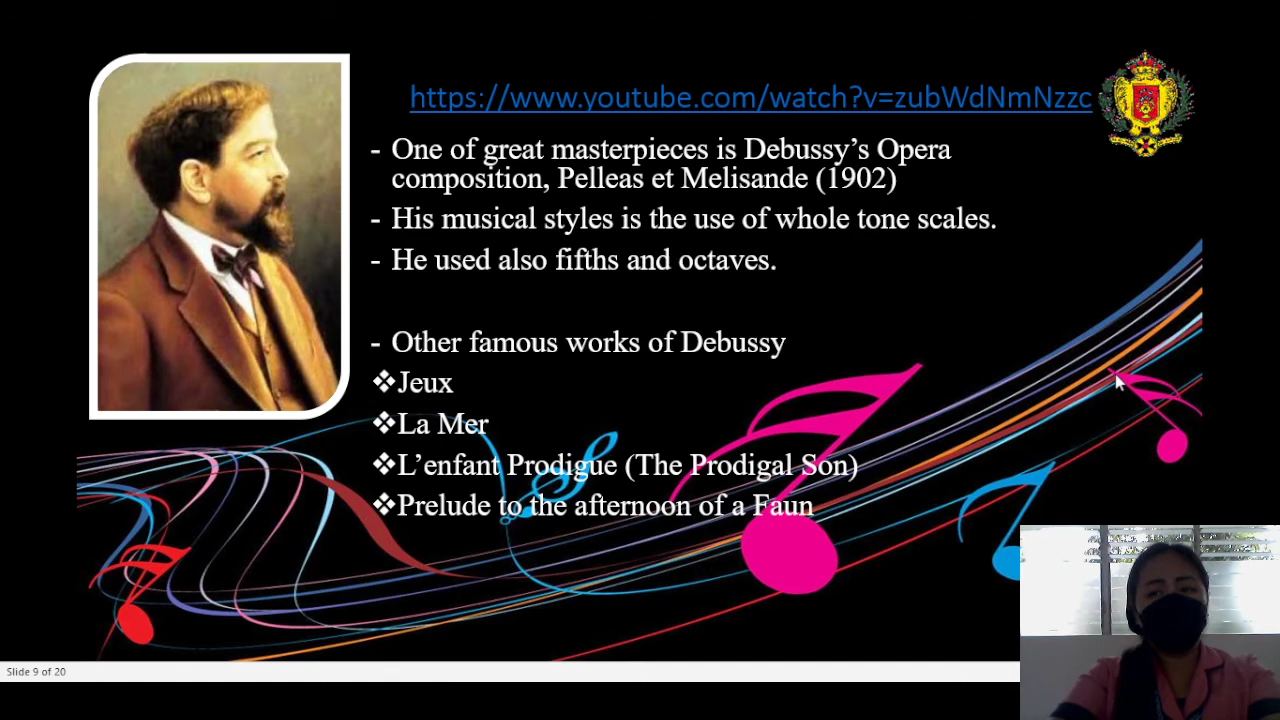 https://www.youtube.com/watch?v=zubWdNmNzzc
- One of great masterpieces is Debussy’s Opera
composition, Pelleas et Melisande (1902)
- His musical styles is the use of whole tone scales.
- He used also fifths and octaves.
- Other famous works of Debussy
❖Jeux
❖La Mer
❖L’enfant Prodigue (The Prodigal Son)
❖Prelude to the afternoon of a Faun
Slide 9 of 20